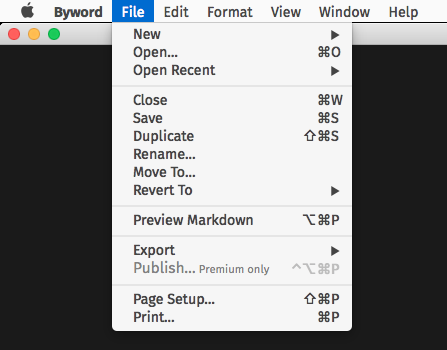 Byword File Edit Format View Window Help
New ▶
Open... ⌘O
Open Recent ▶
Close ⌘W
Save ⌘S
Duplicate ⇧⌘S
Rename...
Move To...
Revert To ▶
Preview Markdown ⌥⌘P
Export ▶
Publish... Premium only ^⌥⌘P
Page Setup... ⇧⌘P
Print... ⌘P